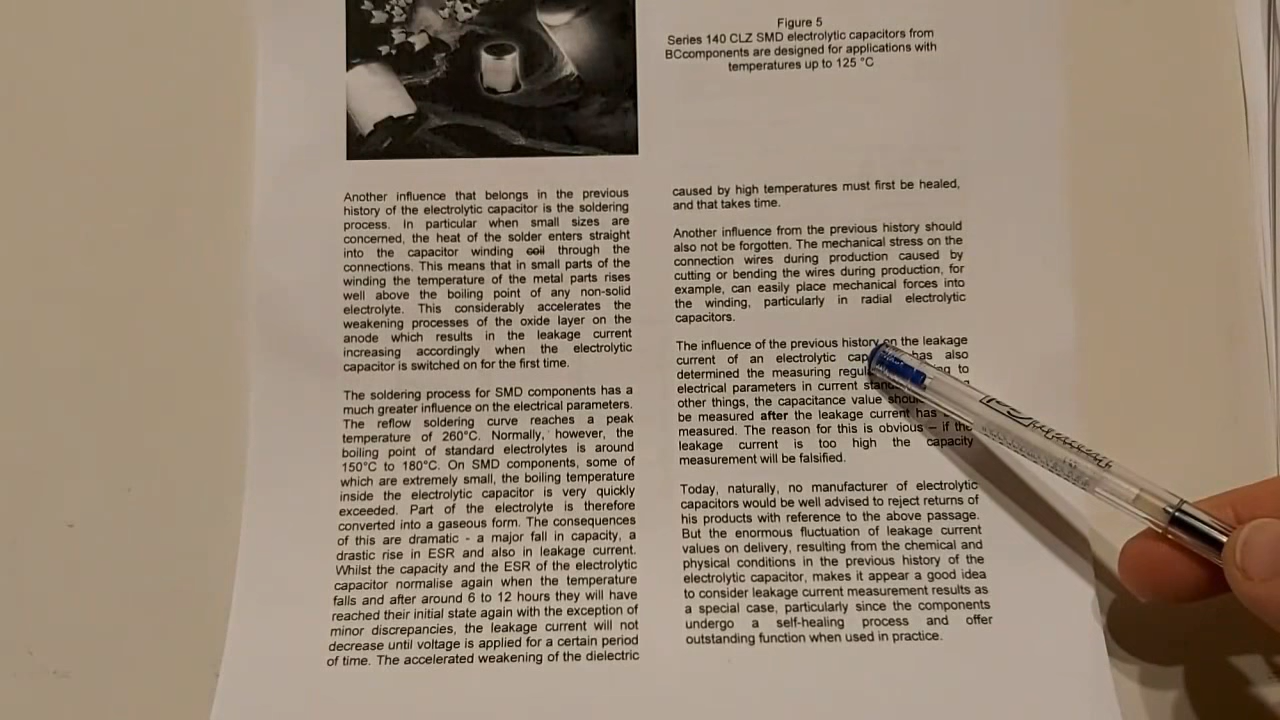 Figure 5
Series 140 CLZ SMD electrolytic capacitors from
BCcomponents are designed for applications with
temperatures up to 125 °C
Another influence that belongs in the previous
history of the electrolytic capacitor is the soldering
process. In particular when small sizes are
concerned, the heat of the solder enters straight
into the capacitor winding coil through the
connections. This means that in small parts of the
winding the temperature of the metal parts rises
well above the boiling point of any non-solid
electrolyte. This considerably accelerates the
weakening processes of the oxide layer on the
anode which results in the leakage current
increasing accordingly when the electrolytic
capacitor is switched on for the first time.
The soldering process for SMD components has a
much greater influence on the electrical parameters.
The reflow soldering curve reaches a peak
temperature of 260°C. Normally, however, the
boiling point of standard electrolytes is around
150°C to 180°C. On SMD components, some of
which are extremely small, the boiling temperature
inside the electrolytic capacitor is very quickly
exceeded. Part of the electrolyte is therefore
converted into a gaseous form. The consequences
of this are dramatic - a major fall in capacity, a
drastic rise in ESR and also in leakage current.
Whilst the capacity and the ESR of the electrolytic
capacitor normalise again when the temperature
falls and after around 6 to 12 hours they will have
reached their initial state again with the exception of
minor discrepancies, the leakage current will not
decrease until voltage is applied for a certain period
of time. The accelerated weakening of the dielectric
caused by high temperatures must first be healed,
and that takes time.
Another influence from the previous history should
also not be forgotten. The mechanical stress on the
connection wires during production caused by
cutting or bending the wires during production, for
example, can easily place mechanical forces into
the winding, particularly in radial electrolytic
capacitors.
The influence of the previous history on the leakage
current of an electrolytic has also
determined the measuring to
electrical parameters in current
other things, the capacitance value
be measured after the leakage current has
measured. The reason for this is obvious – if the
leakage current is too high the capacity
measurement will be falsified.
Today, naturally, no manufacturer of electrolytic
capacitors would be well advised to reject returns of
his products with reference to the above passage.
But the enormous fluctuation of leakage current
values on delivery, resulting from the chemical and
physical conditions in the previous history of the
electrolytic capacitor, makes it appear a good idea
to consider leakage current measurement results as
a special case, particularly since the components
undergo a self-healing process and offer
outstanding function when used in practice.